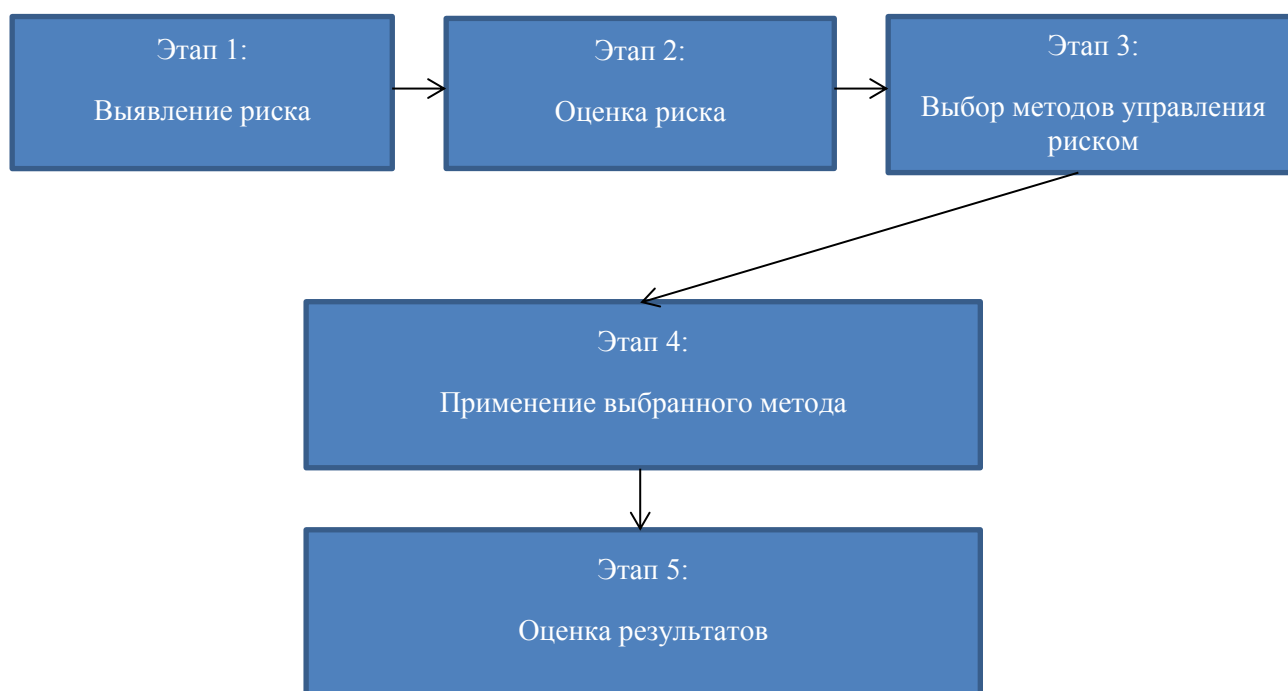 Этап 1:
Выявление риска
Этап 2:
Оценка риска
Этап 3:
Выбор методов управления
риском
Этап 4:
Применение выбранного метода
Этап 5:
Оценка результатов